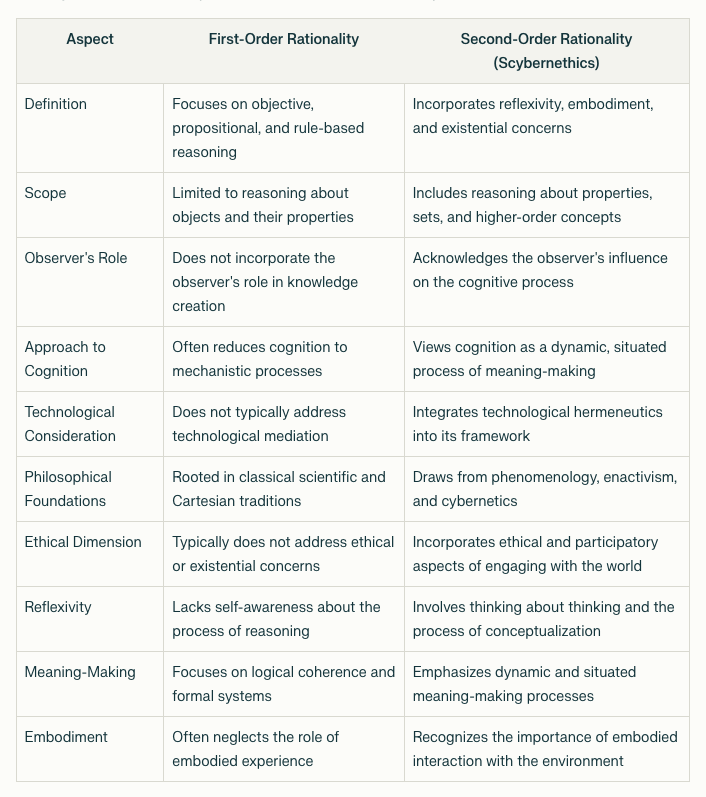 Aspect
First-Order Rationality
Second-Order Rationality
(Scybernethics)
Definition
Focuses on objective,
propositional, and rule-based
reasoning
Incorporates reflexivity, embodiment,
and existential concerns
Scope
Limited to reasoning about
objects and their properties
Includes reasoning about properties,
sets, and higher-order concepts
Observer's Role
Does not incorporate the
observer's role in knowledge
creation
Acknowledges the observer's influence
on the cognitive process
Approach to
Cognition
Often reduces cognition to
mechanistic processes
Views cognition as a dynamic, situated
process of meaning-making
Technological
Consideration
Does not typically address
technological mediation
Integrates technological hermeneutics
into its framework
Philosophical
Foundations
Rooted in classical scientific and
Cartesian traditions
Draws from phenomenology, enactivism,
and cybernetics
Ethical Dimension
Typically does not address ethical
or existential concerns
Incorporates ethical and participatory
aspects of engaging with the world
Reflexivity
Lacks self-awareness about the
process of reasoning
Involves thinking about thinking and the
process of conceptualization
Meaning-Making
Focuses on logical coherence and
formal systems
Emphasizes dynamic and situated
meaning-making processes
Embodiment
Often neglects the role of
embodied experience
Recognizes the importance of embodied
interaction with the environment